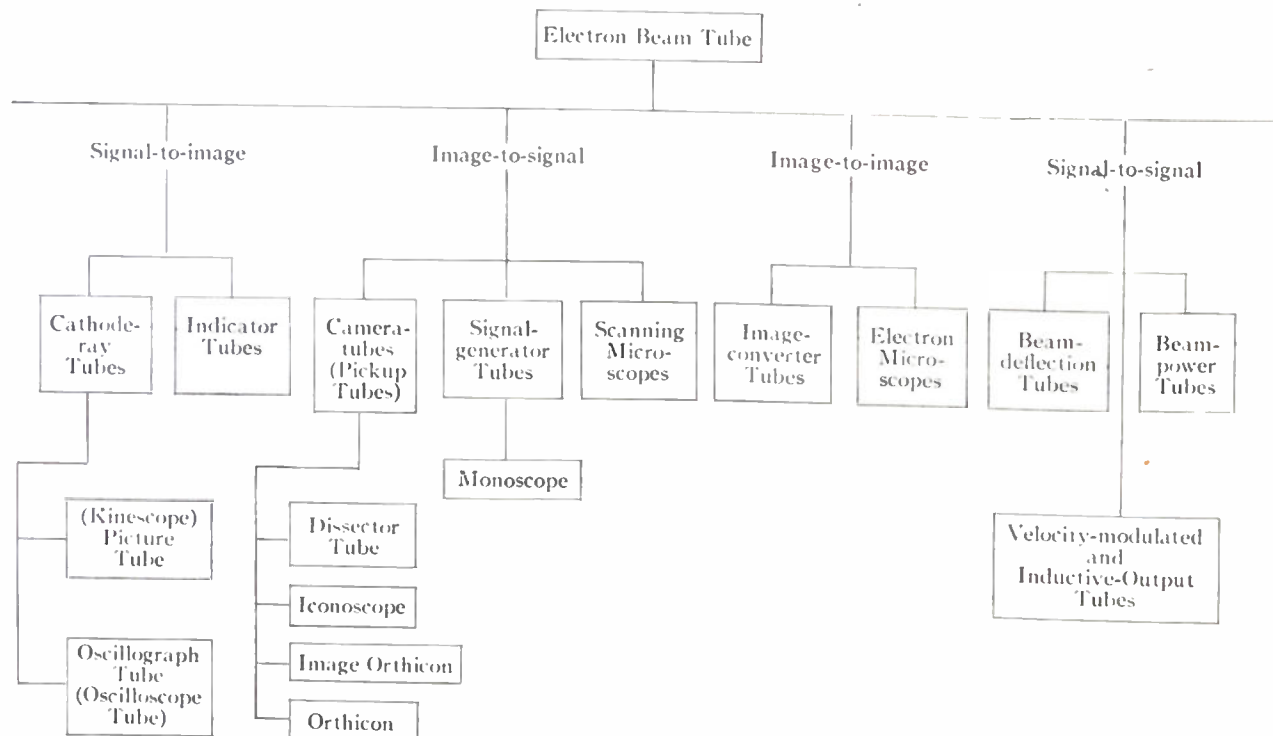 Electron Beam Tube
Signal-to-image
Image-to-signal
Image-to-image
Signal-to-signal
Cathode-
ray
Tubes
Indicator
Tubes
Camera-
tubes
(Pickup
Tubes)
Signal-
generator
Tubes
Scanning
Micro-
scopes
Image-
converter
Tubes
Electron
Micro-
scopes
Beam-
deflection
Tubes
Beam-
power
Tubes
(Kinescope)
Picture
Tube
Oscillograph
Tube
(Oscilloscope
Tube)
Dissector
Tube
Iconoscope
Image Orthicon
Orthicon
Monoscope
Velocity-modulated
and
Inductive-Output
Tubes